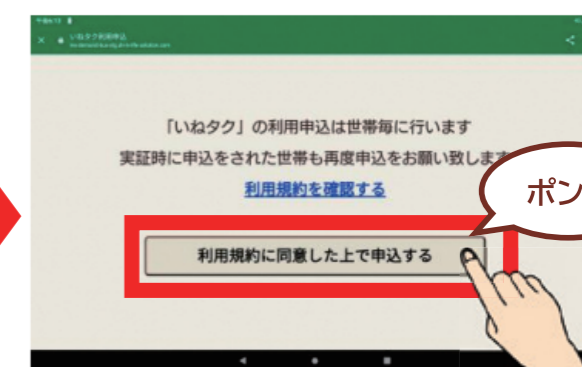 いねタク利用申込
「いねタク」の利用申込は世帯毎に行います
実証時に申込をされた世帯も再度申込をお願い致します
利用規約を確認する
ポン
利用規約に同意した上で申込する